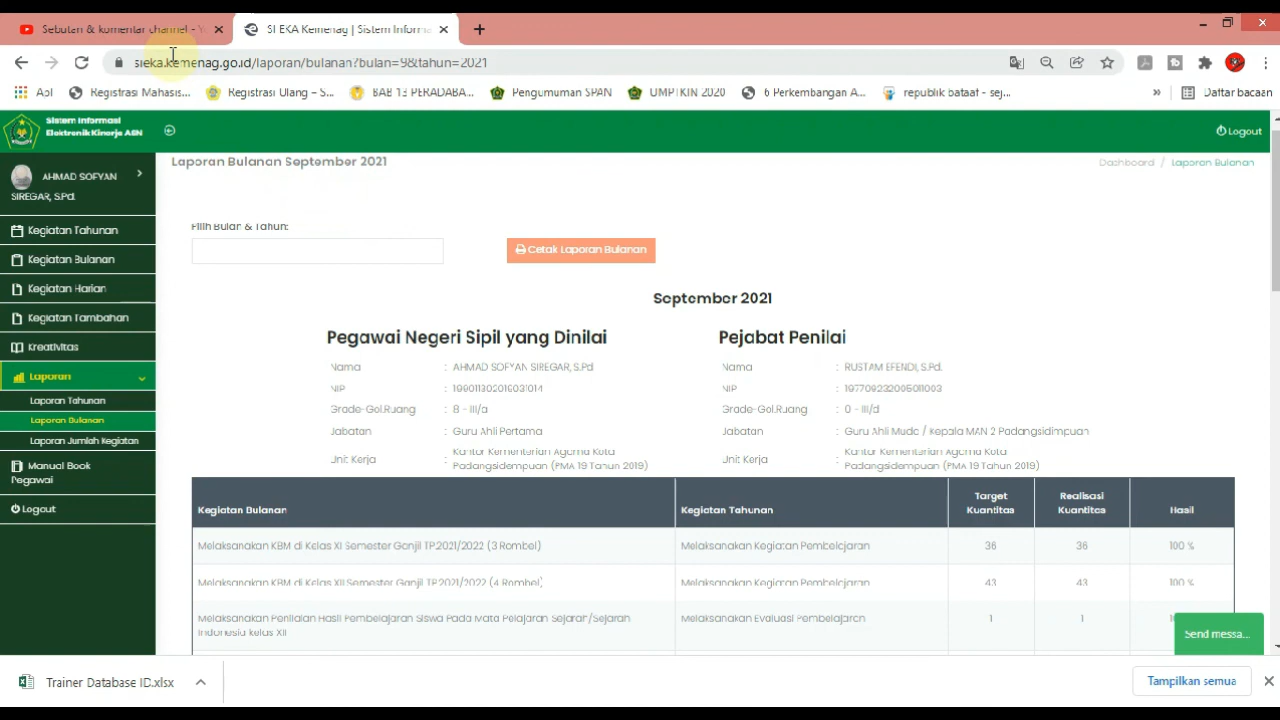 Sebutan & komentar channel - Y
SI EKA Kemenag | Sistem Informa
sieka.kemenag.go.id/laporan/bulanan?bulan=9&tahun=2021
Apl
Registrasi Mahasis...
Registrasi Ulang – S...
BAB 13 PERADABA...
Pengumuman SPAN
UMPTKIN 2020
6 Perkembangan A...
republik bataaf - sej...
»
Daftar bacaan
Sistem Informasi
Elektronik Kinerja ASN
Logout
AHMAD SOFYAN
SIREGAR, S.Pd.
Laporan Bulanan September 2021
Dashboard / Laporan Bulanan
Kegiatan Tahunan
Kegiatan Bulanan
Kegiatan Harian
Kegiatan Tambahan
Kreativitas
Laporan
Laporan Tahunan
Laporan Bulanan
Laporan Jumlah Kegiatan
Manual Book
Pegawai
Logout
Pilih Bulan & Tahun:
Cetak Laporan Bulanan
September 2021
Pegawai Negeri Sipil yang Dinilai
Nama : AHMAD SOFYAN SIREGAR, S.Pd.
NIP : 
Grade-Gol.Ruang : 8 - III/a
Jabatan : Guru Ahli Pertama
Unit Kerja : Kantor Kementerian Agama Kota
Padangsidempuan (PMA 19 Tahun 2019)
Pejabat Penilai
Nama : RUSTAM EFENDI, S.Pd.
NIP : 197709232005011003
Grade-Gol.Ruang : 0 - III/d
Jabatan : Guru Ahli Muda / Kepala MAN 2 Padangsidimpuan
Unit Kerja : Kantor Kementerian Agama Kota
Padangsidempuan (PMA 19 Tahun 2019)
Kegiatan Bulanan
Kegiatan Tahunan
Target
Kuantitas
Realisasi
Kuantitas
Hasil
Melaksanakan KBM di Kelas XI Semester Ganjil TP.2021/2022 (3 Rombel)
Melaksanakan Kegiatan Pembelajaran
36
36
100 %
Melaksanakan KBM di Kelas XII Semester Ganjil TP.2021/2022 (4 Rombel)
Melaksanakan Kegiatan Pembelajaran
43
43
100 %
Melaksanakan Penilaian Hasil Pembelajaran Siswa Pada Mata Pelajaran Sejarah/Sejarah
Indonesia kelas XII
Melaksanakan Evaluasi Pembelajaran
1
1
Send messa...
Trainer Database ID.xlsx
Tampilkan semua